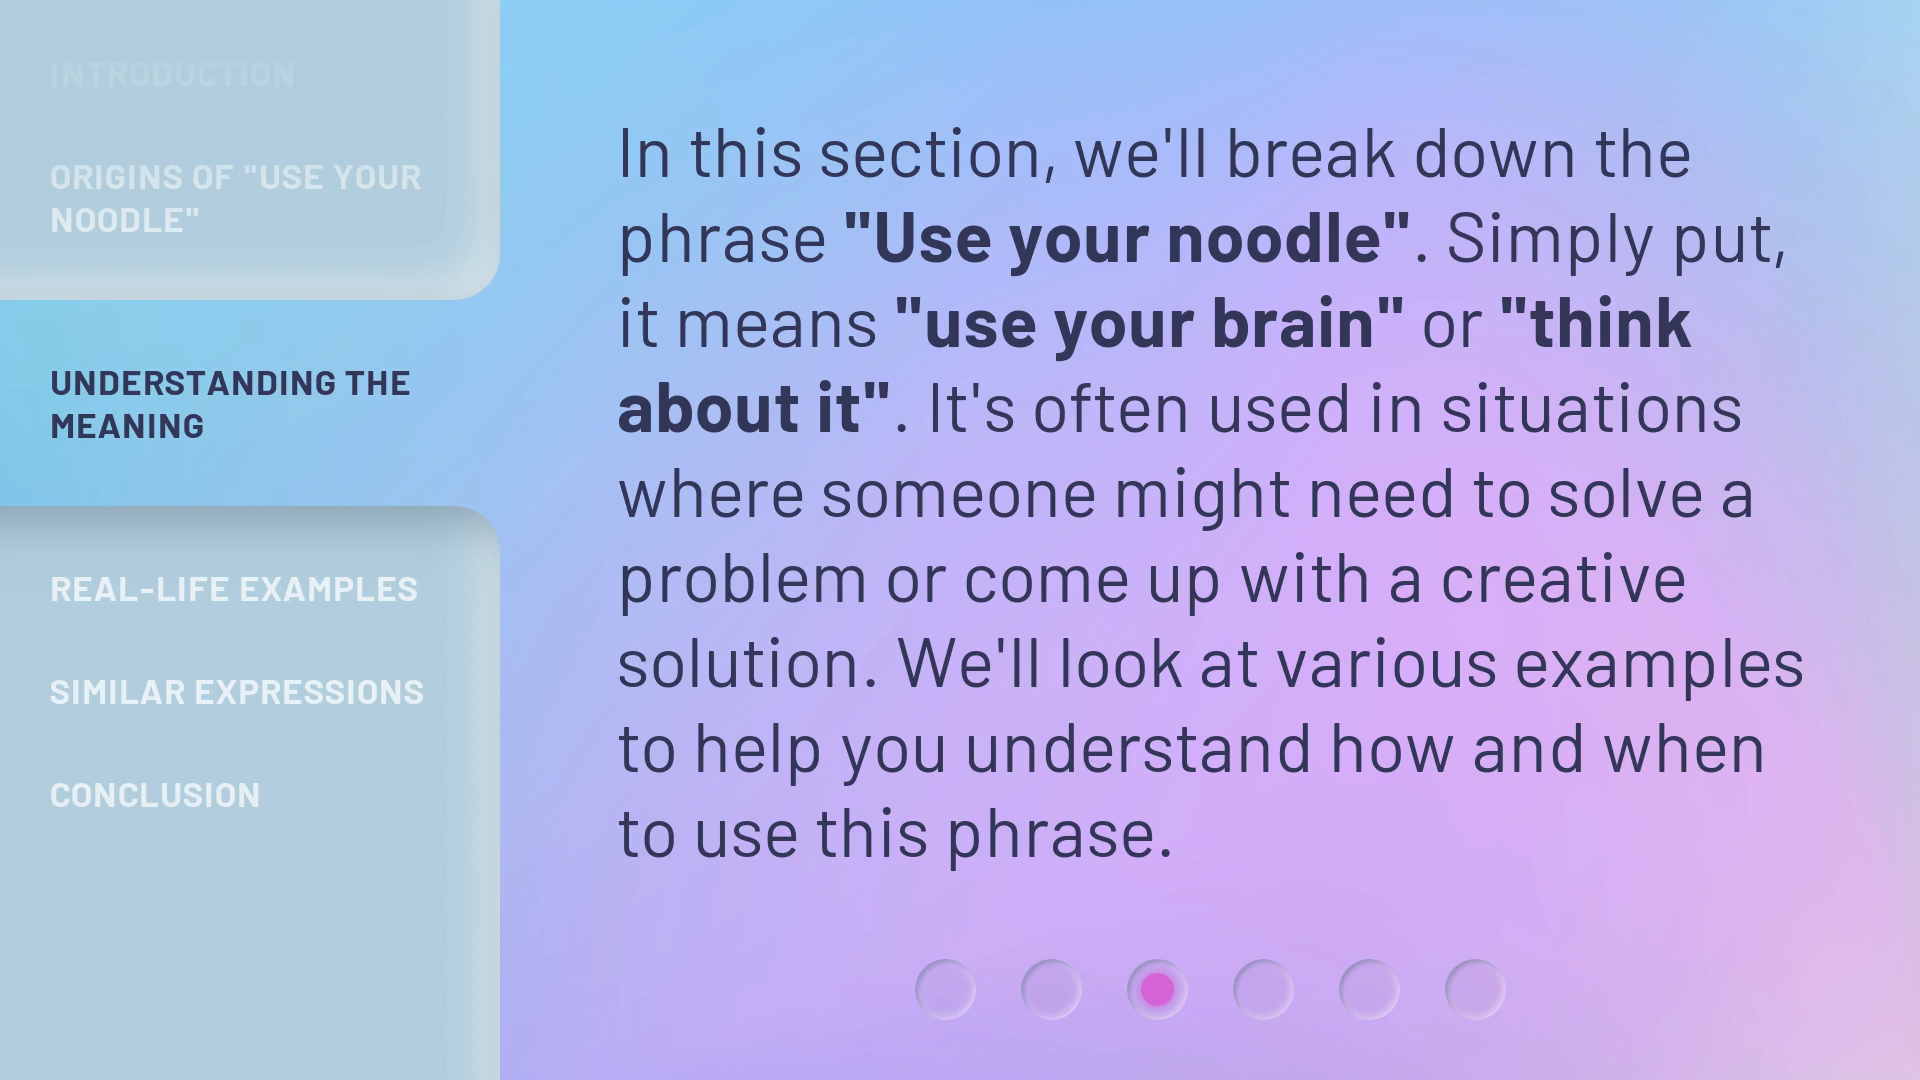 INTRODUCTION
ORIGINS OF "USE YOUR
NOODLE"
UNDERSTANDING THE
MEANING
REAL-LIFE EXAMPLES
SIMILAR EXPRESSIONS
CONCLUSION
In this section, we'll break down the
phrase "Use your noodle". Simply put,
it means "use your brain" or "think
about it". It's often used in situations
where someone might need to solve a
problem or come up with a creative
solution. We'll look at various examples
to help you understand how and when
to use this phrase.